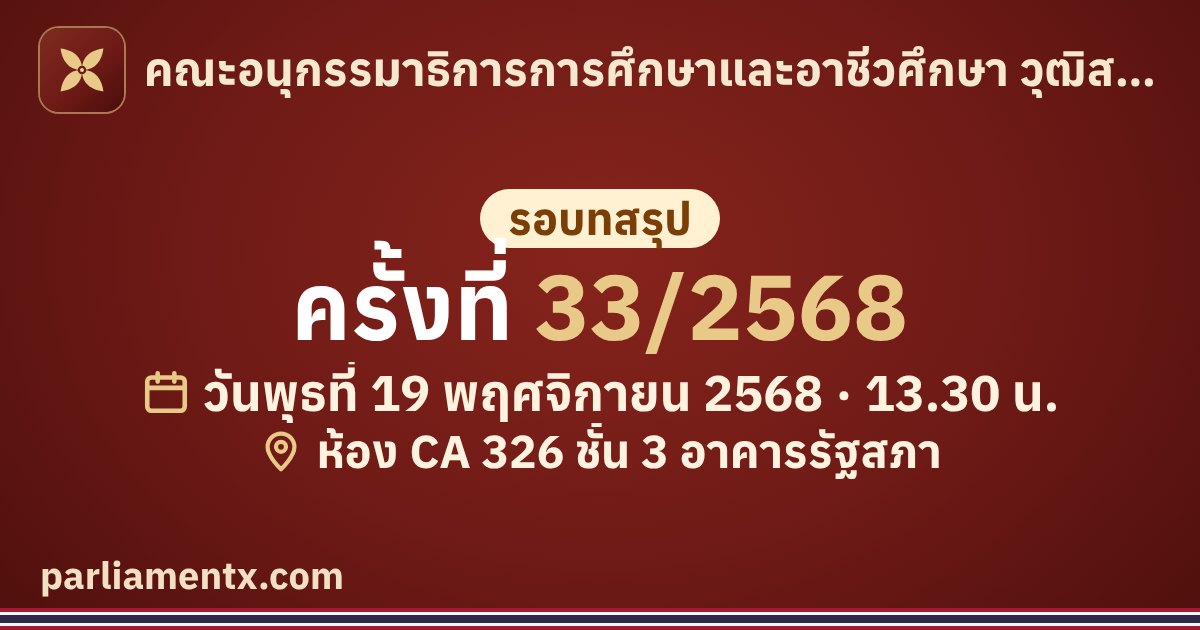 คณะอนุกรรมาธิการการศึกษาและอาชีวศึกษา วุฒิส...
รอบทสรุป
ครั้งที่ 33/2568
วันพุธที่ 19 พฤศจิกายน 2568 · 13.30 น.
ห้อง CA 326 ชั้น 3 อาคารรัฐสภา
parliamentx.com